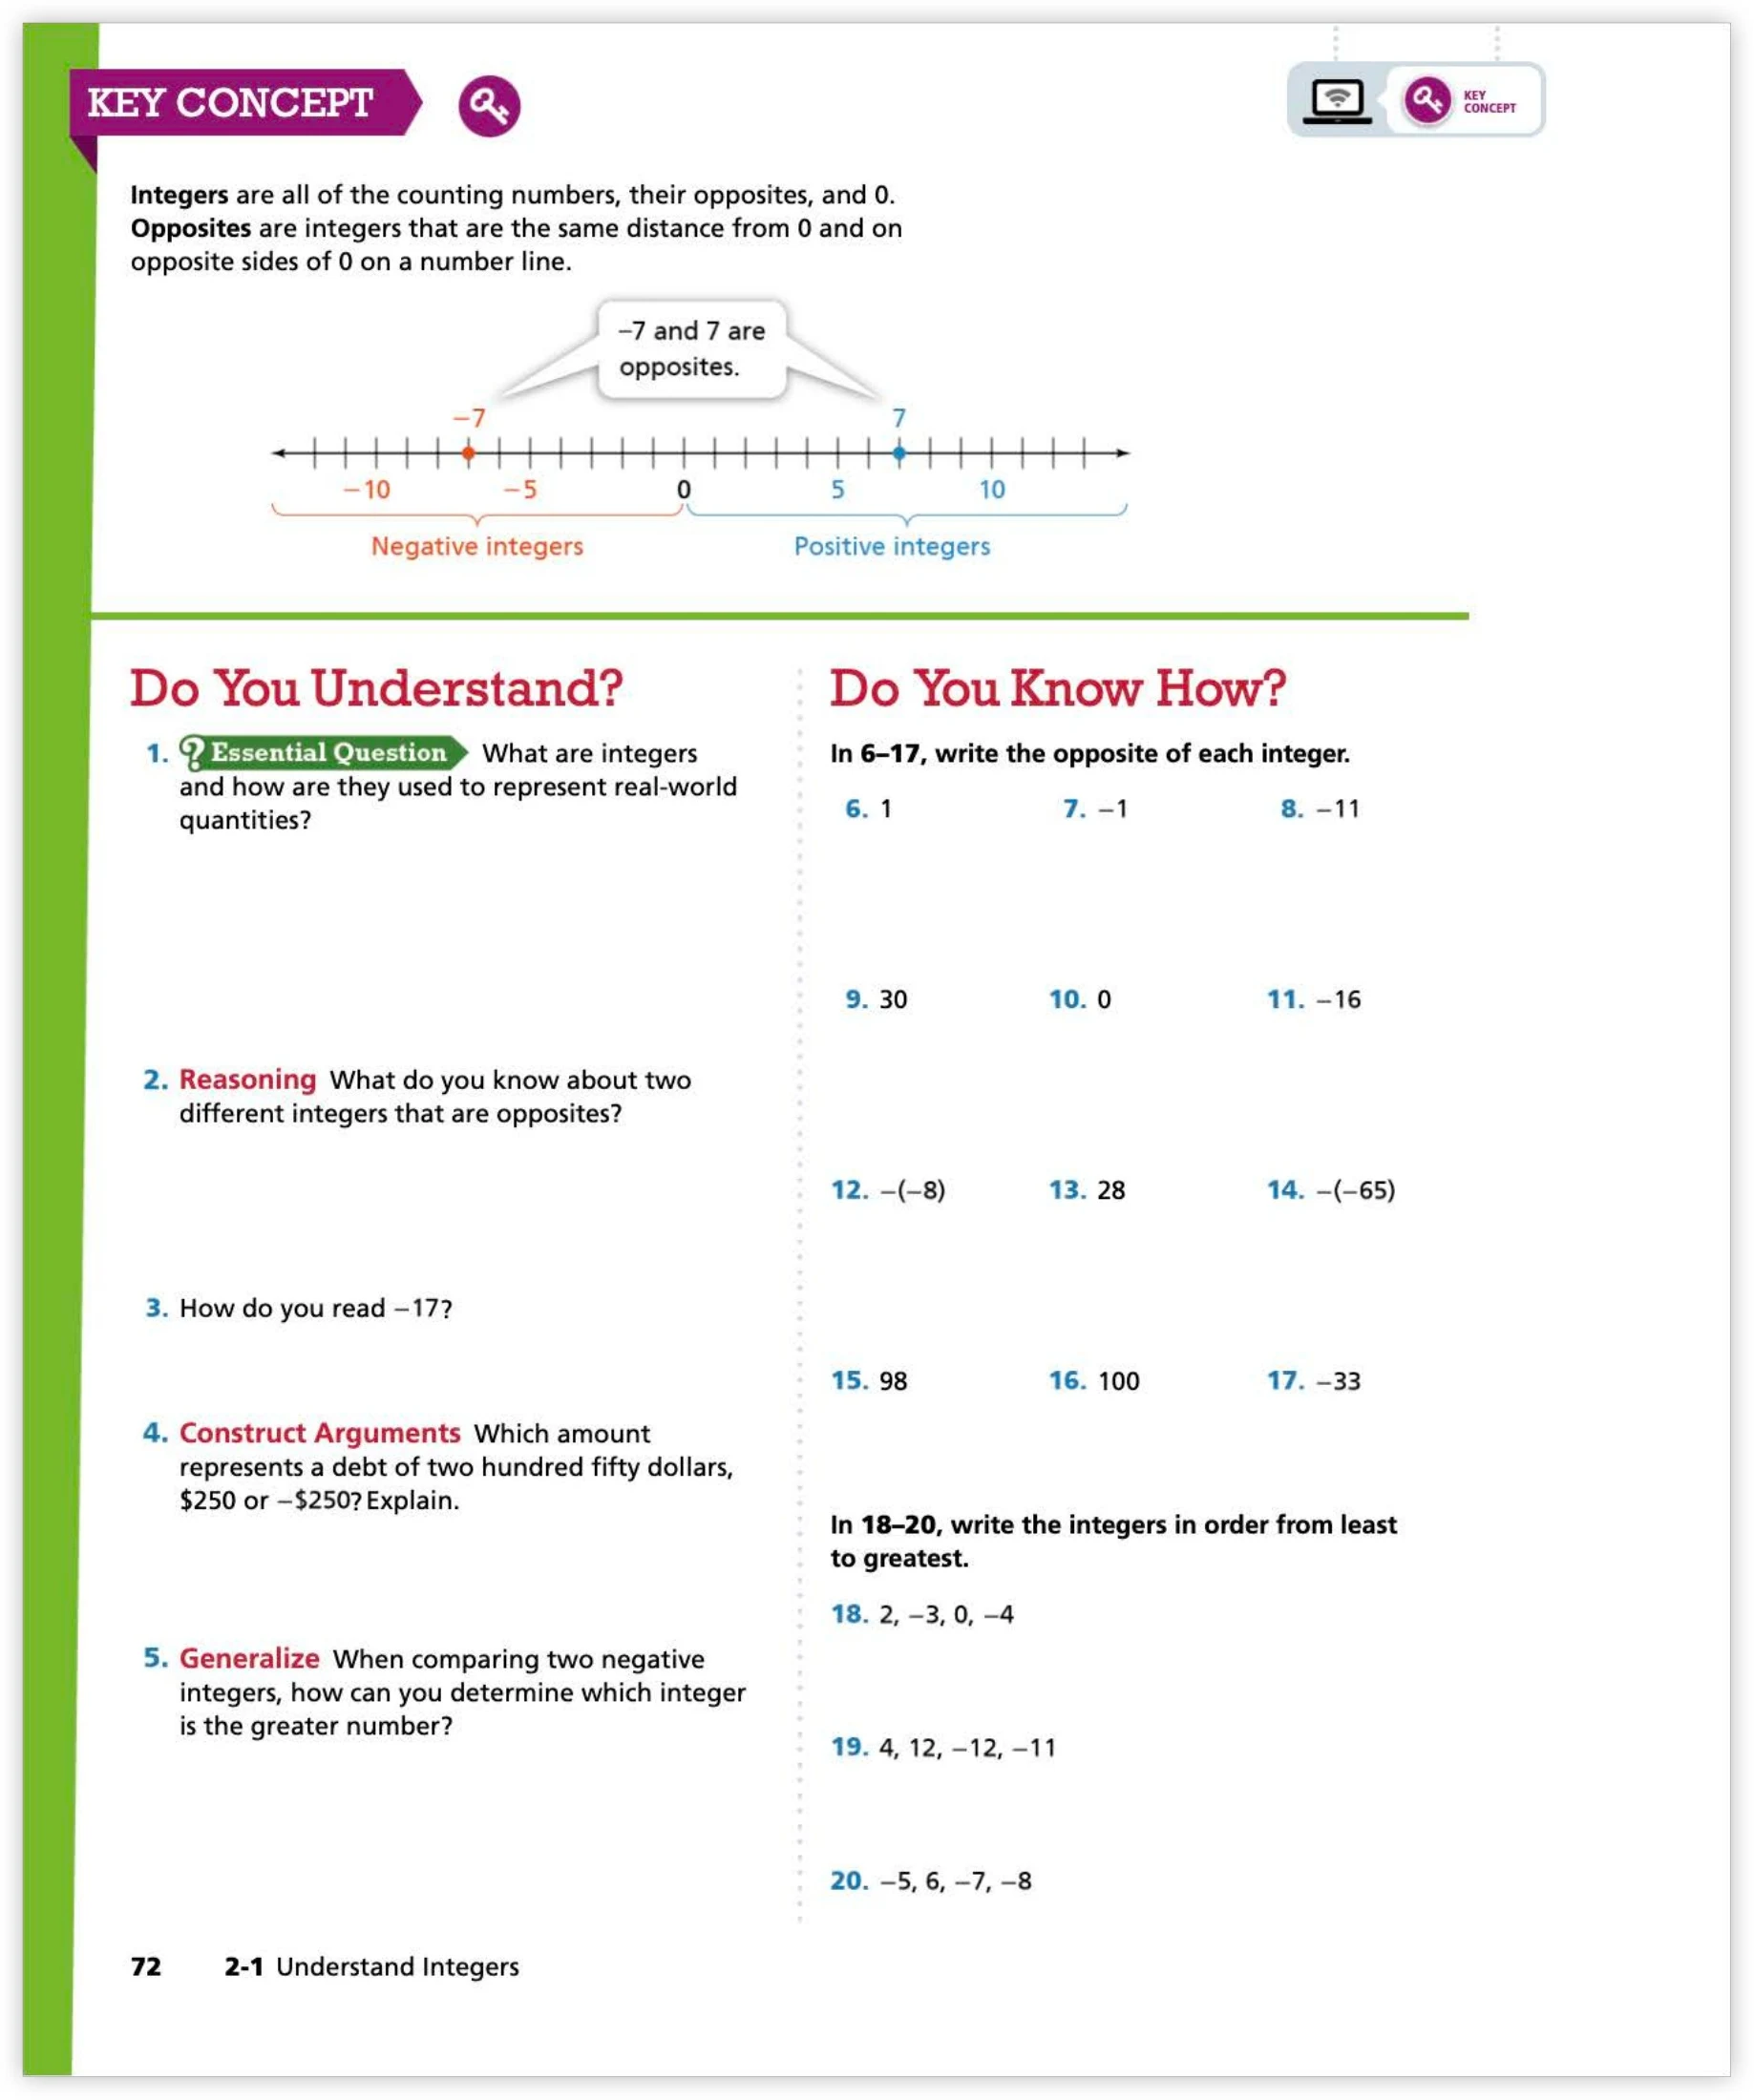 KEY CONCEPT
KEY
CONCEPT
Integers are all of the counting numbers, their opposites, and 0.
Opposites are integers that are the same distance from 0 and on
opposite sides of 0 on a number line.
−7 and 7 are
opposites.
−7 7
−10 −5 0 5 10
Negative integers Positive integers
Do You Understand?
1. ? Essential Question What are integers
and how are they used to represent real-world
quantities?
2. Reasoning What do you know about two
different integers that are opposites?
3. How do you read −17?
4. Construct Arguments Which amount
represents a debt of two hundred fifty dollars,
$250 or −$250? Explain.
5. Generalize When comparing two negative
integers, how can you determine which integer
is the greater number?
Do You Know How?
In 6–17, write the opposite of each integer.
6. 1 7. −1 8. −11
9. 30 10. 0 11. −16
12. −(−8) 13. 28 14. −(−65)
15. 98 16. 100 17. −33
In 18–20, write the integers in order from least
to greatest.
18. 2, −3, 0, −4
19. 4, 12, −12, −11
20. −5, 6, −7, −8
72 2-1 Understand Integers